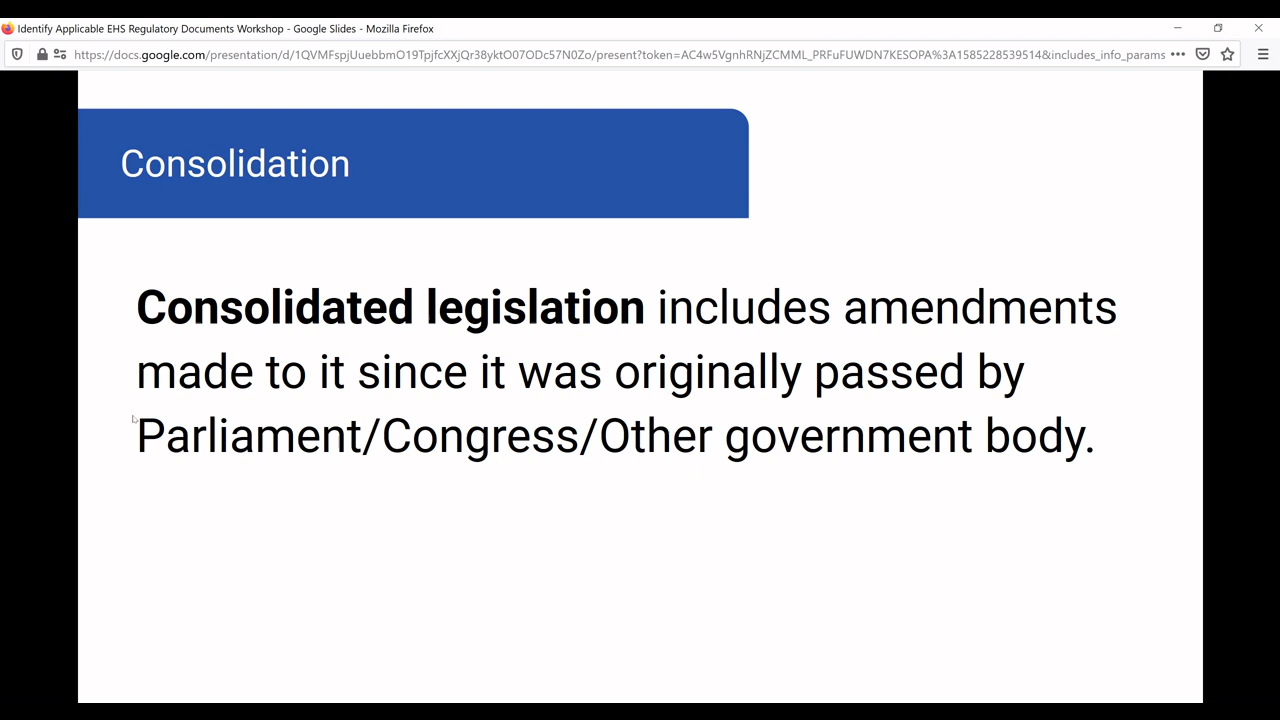 Identify Applicable EHS Regulatory Documents Workshop - Google Slides - Mozilla Firefox
https://docs.google.com/presentation/d/1QVMFspjUuebbmO19TpjfcXXjQr38yktO07ODc57N0Zo/present?token=AC4w5VgnhRNjZCMML_PRFuFUWDN7KESOPA%3A1585228539514&includes_info_params
Consolidation
Consolidated legislation includes amendments
made to it since it was originally passed by
Parliament/Congress/Other government body.